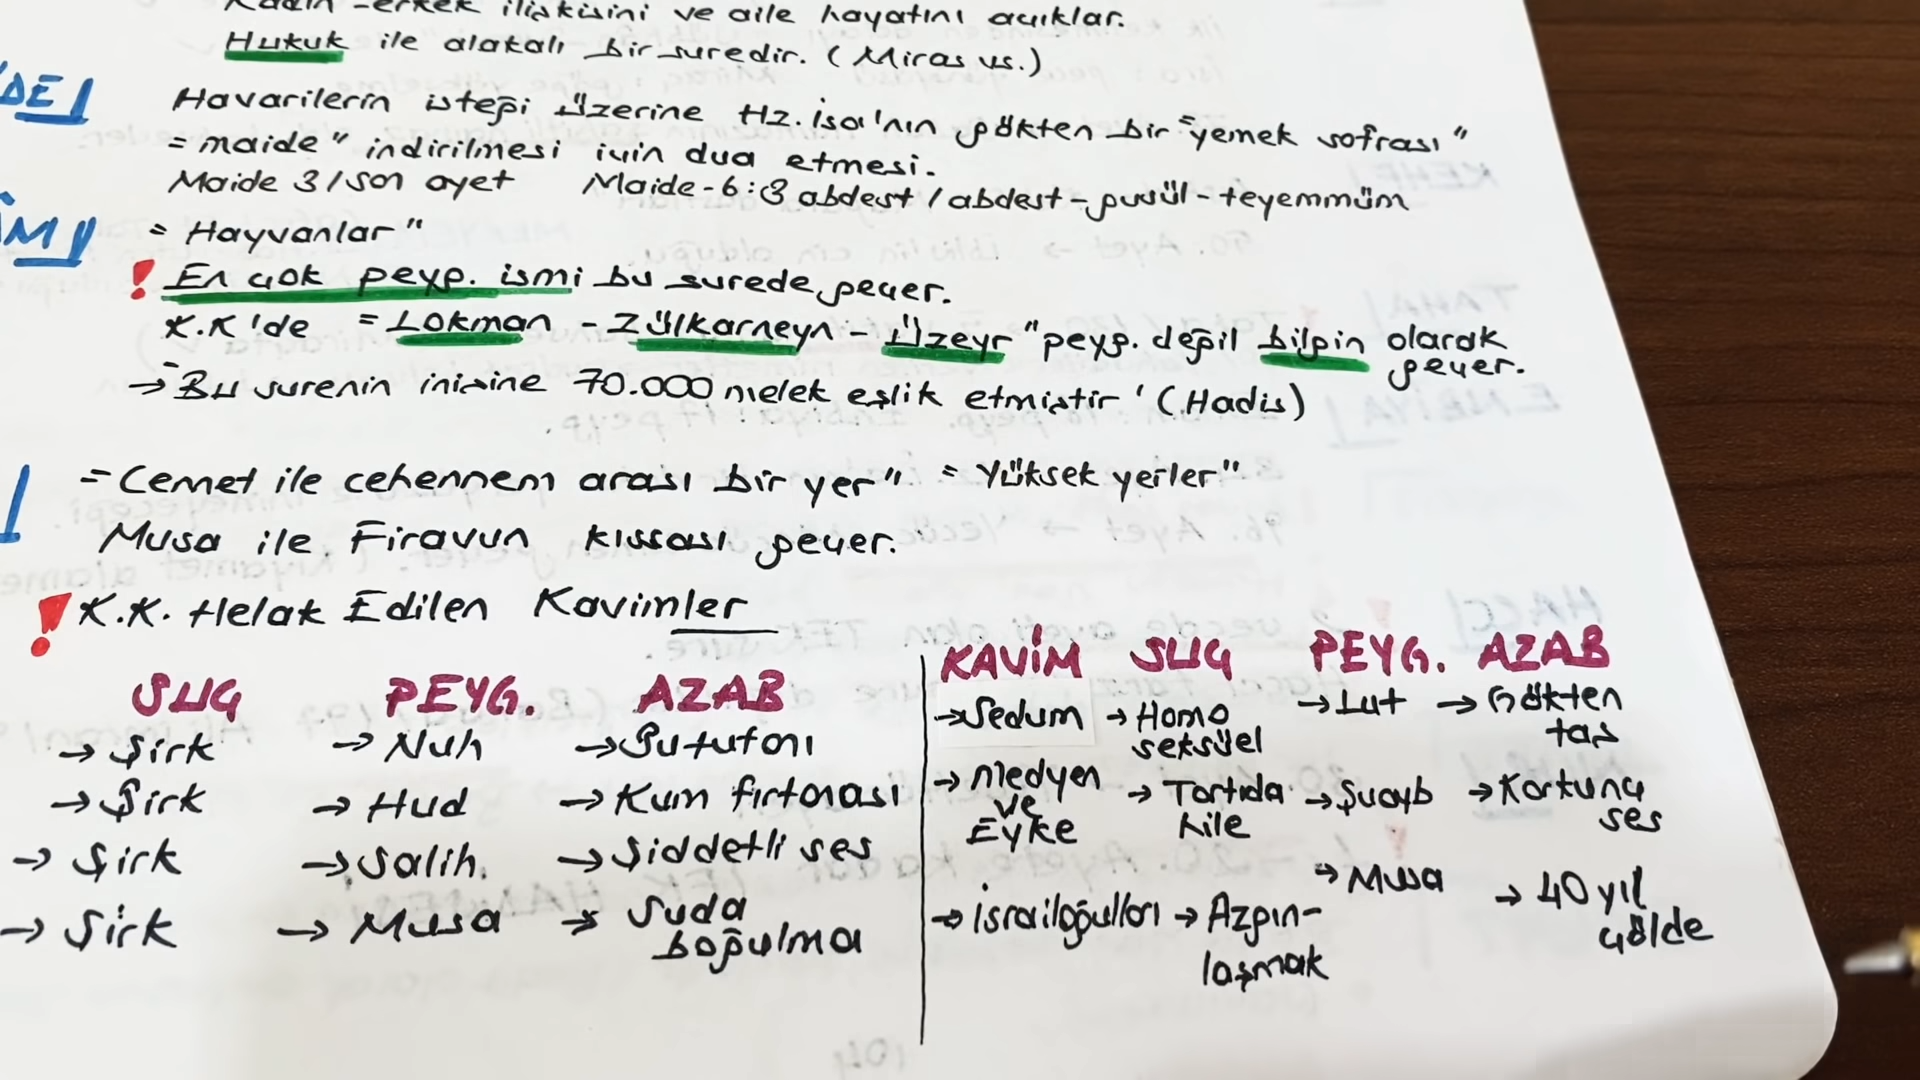 Kadın-erkek ilişkisini ve aile hayatını açıklar.
Hukuk ile alakalı bir suredir. (Miras vs.)
DE
Havarilerin isteği üzerine Hz. İsa'nın gökten bir "yemek sofrası"
= maide" indirilmesi için dua etmesi.
Maide 3/son ayet Maide-6:8 abdest / abdest-gusül-teyemmüm
İM
= Hayvanlar"
! En çok peyg. ismi bu surede geçer.
K.K'de = Lokman - Zülkarneyn - Üzeyr" peyg. değil bilgin olarak
geçer.
→ Bu surenin inişine 70.000 melek eşlik etmiştir' (Hadis)
= Cennet ile cehennem arası bir yer" = Yüksek yerler"
Musa ile Firavun kıssası geçer.
! K.K. Helak Edilen Kavimler
SUÇ PEYG. AZAB
→ Şirk → Nuh → Su tufanı
→ Şirk → Hud → Kum fırtınası
→ Şirk → Salih. → Şiddetli ses
→ Şirk → Musa → Suda
boğulma
KAVİM SUÇ PEYG. AZAB
→ Sedum → Homo → Lut → Gökten
seksüel taş
→ Medyen → Tartıda → Şuayb → Korkunç
ve hile ses
Eyke
→ İsrailoğulları → Azgın- → Musa → 40 yıl
laşmak çölde